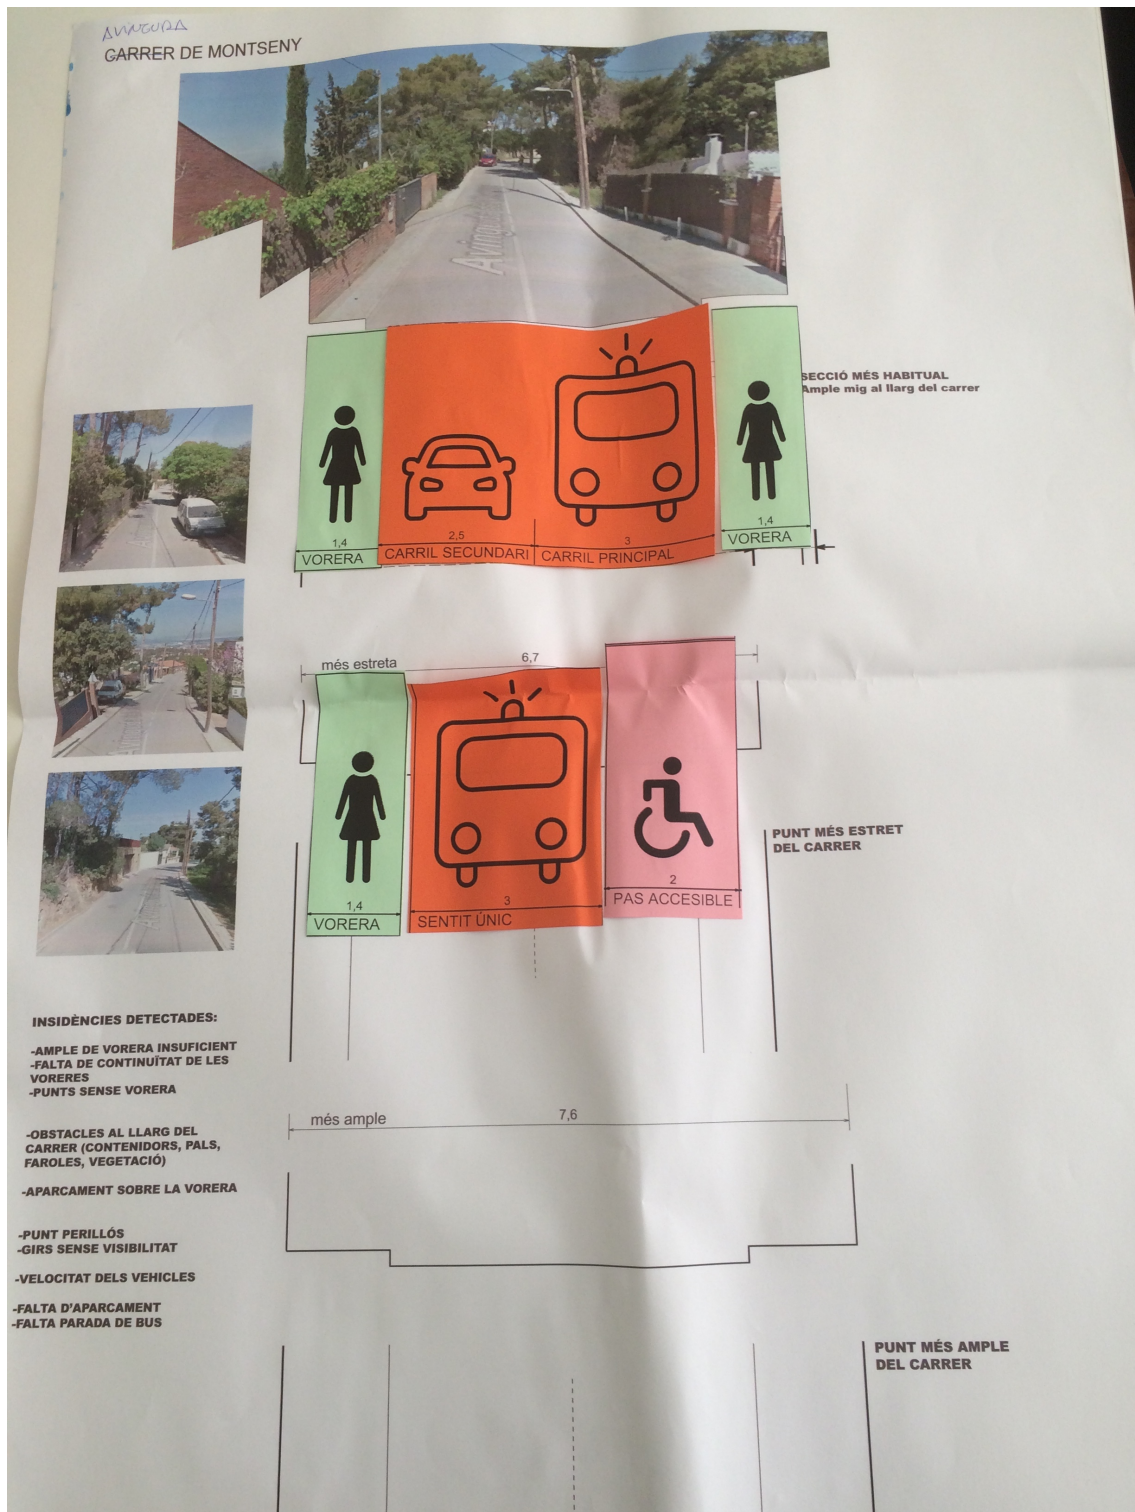 AVINGUDA
CARRER DE MONTSENY
SECCIÓ MÉS HABITUAL
Ample mig al llarg del carrer
1,4
VORERA
2,5
CARRIL SECUNDARI
3
CARRIL PRINCIPAL
1,4
VORERA
més estreta
6,7
PUNT MÉS ESTRET
DEL CARRER
1,4
VORERA
3
SENTIT ÚNIC
2
PAS ACCESIBLE
INSIDÈNCIES DETECTADES:
-AMPLE DE VORERA INSUFICIENT
-FALTA DE CONTINUÏTAT DE LES
VORERES
-PUNTS SENSE VORERA
-OBSTACLES AL LLARG DEL
CARRER (CONTENIDORS, PALS,
FAROLES, VEGETACIÓ)
-APARCAMENT SOBRE LA VORERA
-PUNT PERILLÓS
-GIRS SENSE VISIBILITAT
-VELOCITAT DELS VEHICLES
-FALTA D'APARCAMENT
-FALTA PARADA DE BUS
més ample
7,6
PUNT MÉS AMPLE
DEL CARRER